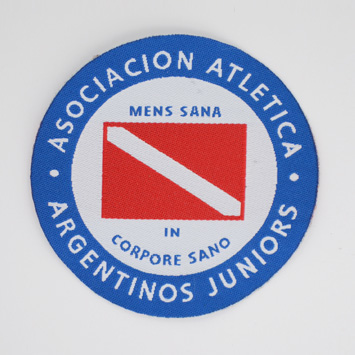 ASOCIACION ATLETICA
MENS SANA
IN
CORPORE SANO
ARGENTINOS JUNIORS